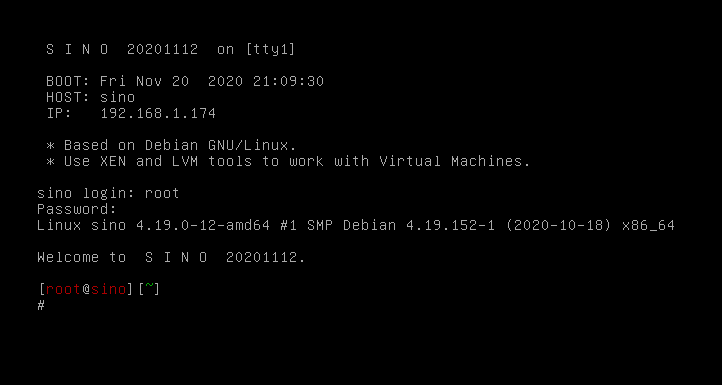 S I N O  20201112  on [tty1]
BOOT: Fri Nov 20  2020 21:09:30
HOST: sino
IP:   192.168.1.174
* Based on Debian GNU/Linux.
* Use XEN and LVM tools to work with Virtual Machines.
sino login: root
Password:
Linux sino 4.19.0-12-amd64 #1 SMP Debian 4.19.152-1 (2020-10-18) x86_64
Welcome to  S I N O  20201112.
[root@sino][~]
#